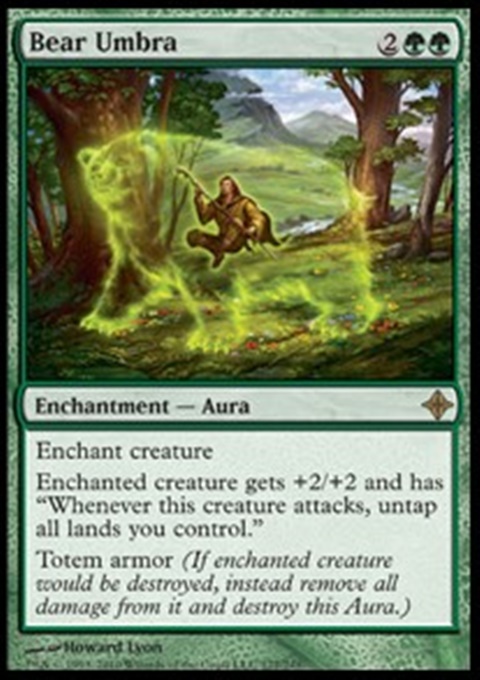 Bear Umbra 2
Enchantment — Aura
Enchant creature
Enchanted creature gets +2/+2 and has
“Whenever this creature attacks, untap
all lands you control.”
Totem armor (If enchanted creature
would be destroyed, instead remove all
damage from it and destroy this Aura.)
Howard Lyon